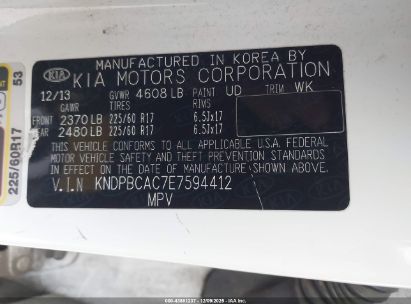 MANUFACTURED IN KOREA BY
KIA KIA MOTORS CORPORATION
12/13 GVWR 4608 LB PAINT UD TRIM WK
GAWR TIRES RIMS
FRONT 2370 LB 225/60 R17 6.5Jx17
REAR 2480 LB 225/60 R17 6.5Jx17
THIS VEHICLE CONFORMS TO ALL APPLICABLE U.S.A. FEDERAL
MOTOR VEHICLE SAFETY AND THEFT PREVENTION STANDARDS
IN EFFECT ON THE DATE OF MANUFACTURE SHOWN ABOVE.
V.I.N KNDPBCAC7E7594412
MPV
225/60R17 53